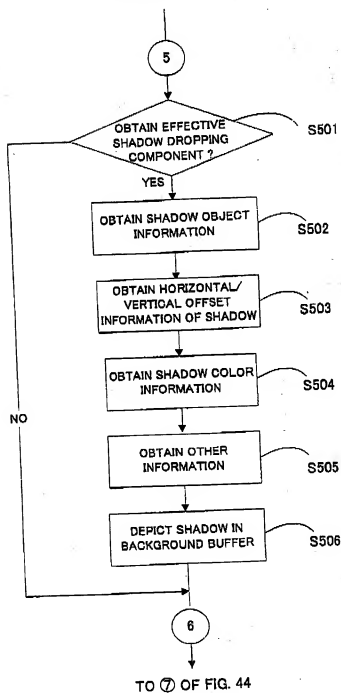 5
OBTAIN EFFECTIVE
SHADOW DROPPING
COMPONENT ?
S501
YES
OBTAIN SHADOW OBJECT
INFORMATION
S502
OBTAIN HORIZONTAL/
VERTICAL OFFSET
INFORMATION OF SHADOW
S503
OBTAIN SHADOW COLOR
INFORMATION
S504
NO
OBTAIN OTHER
INFORMATION
S505
DEPICT SHADOW IN
BACKGROUND BUFFER
S506
6
TO ⑦ OF FIG. 44